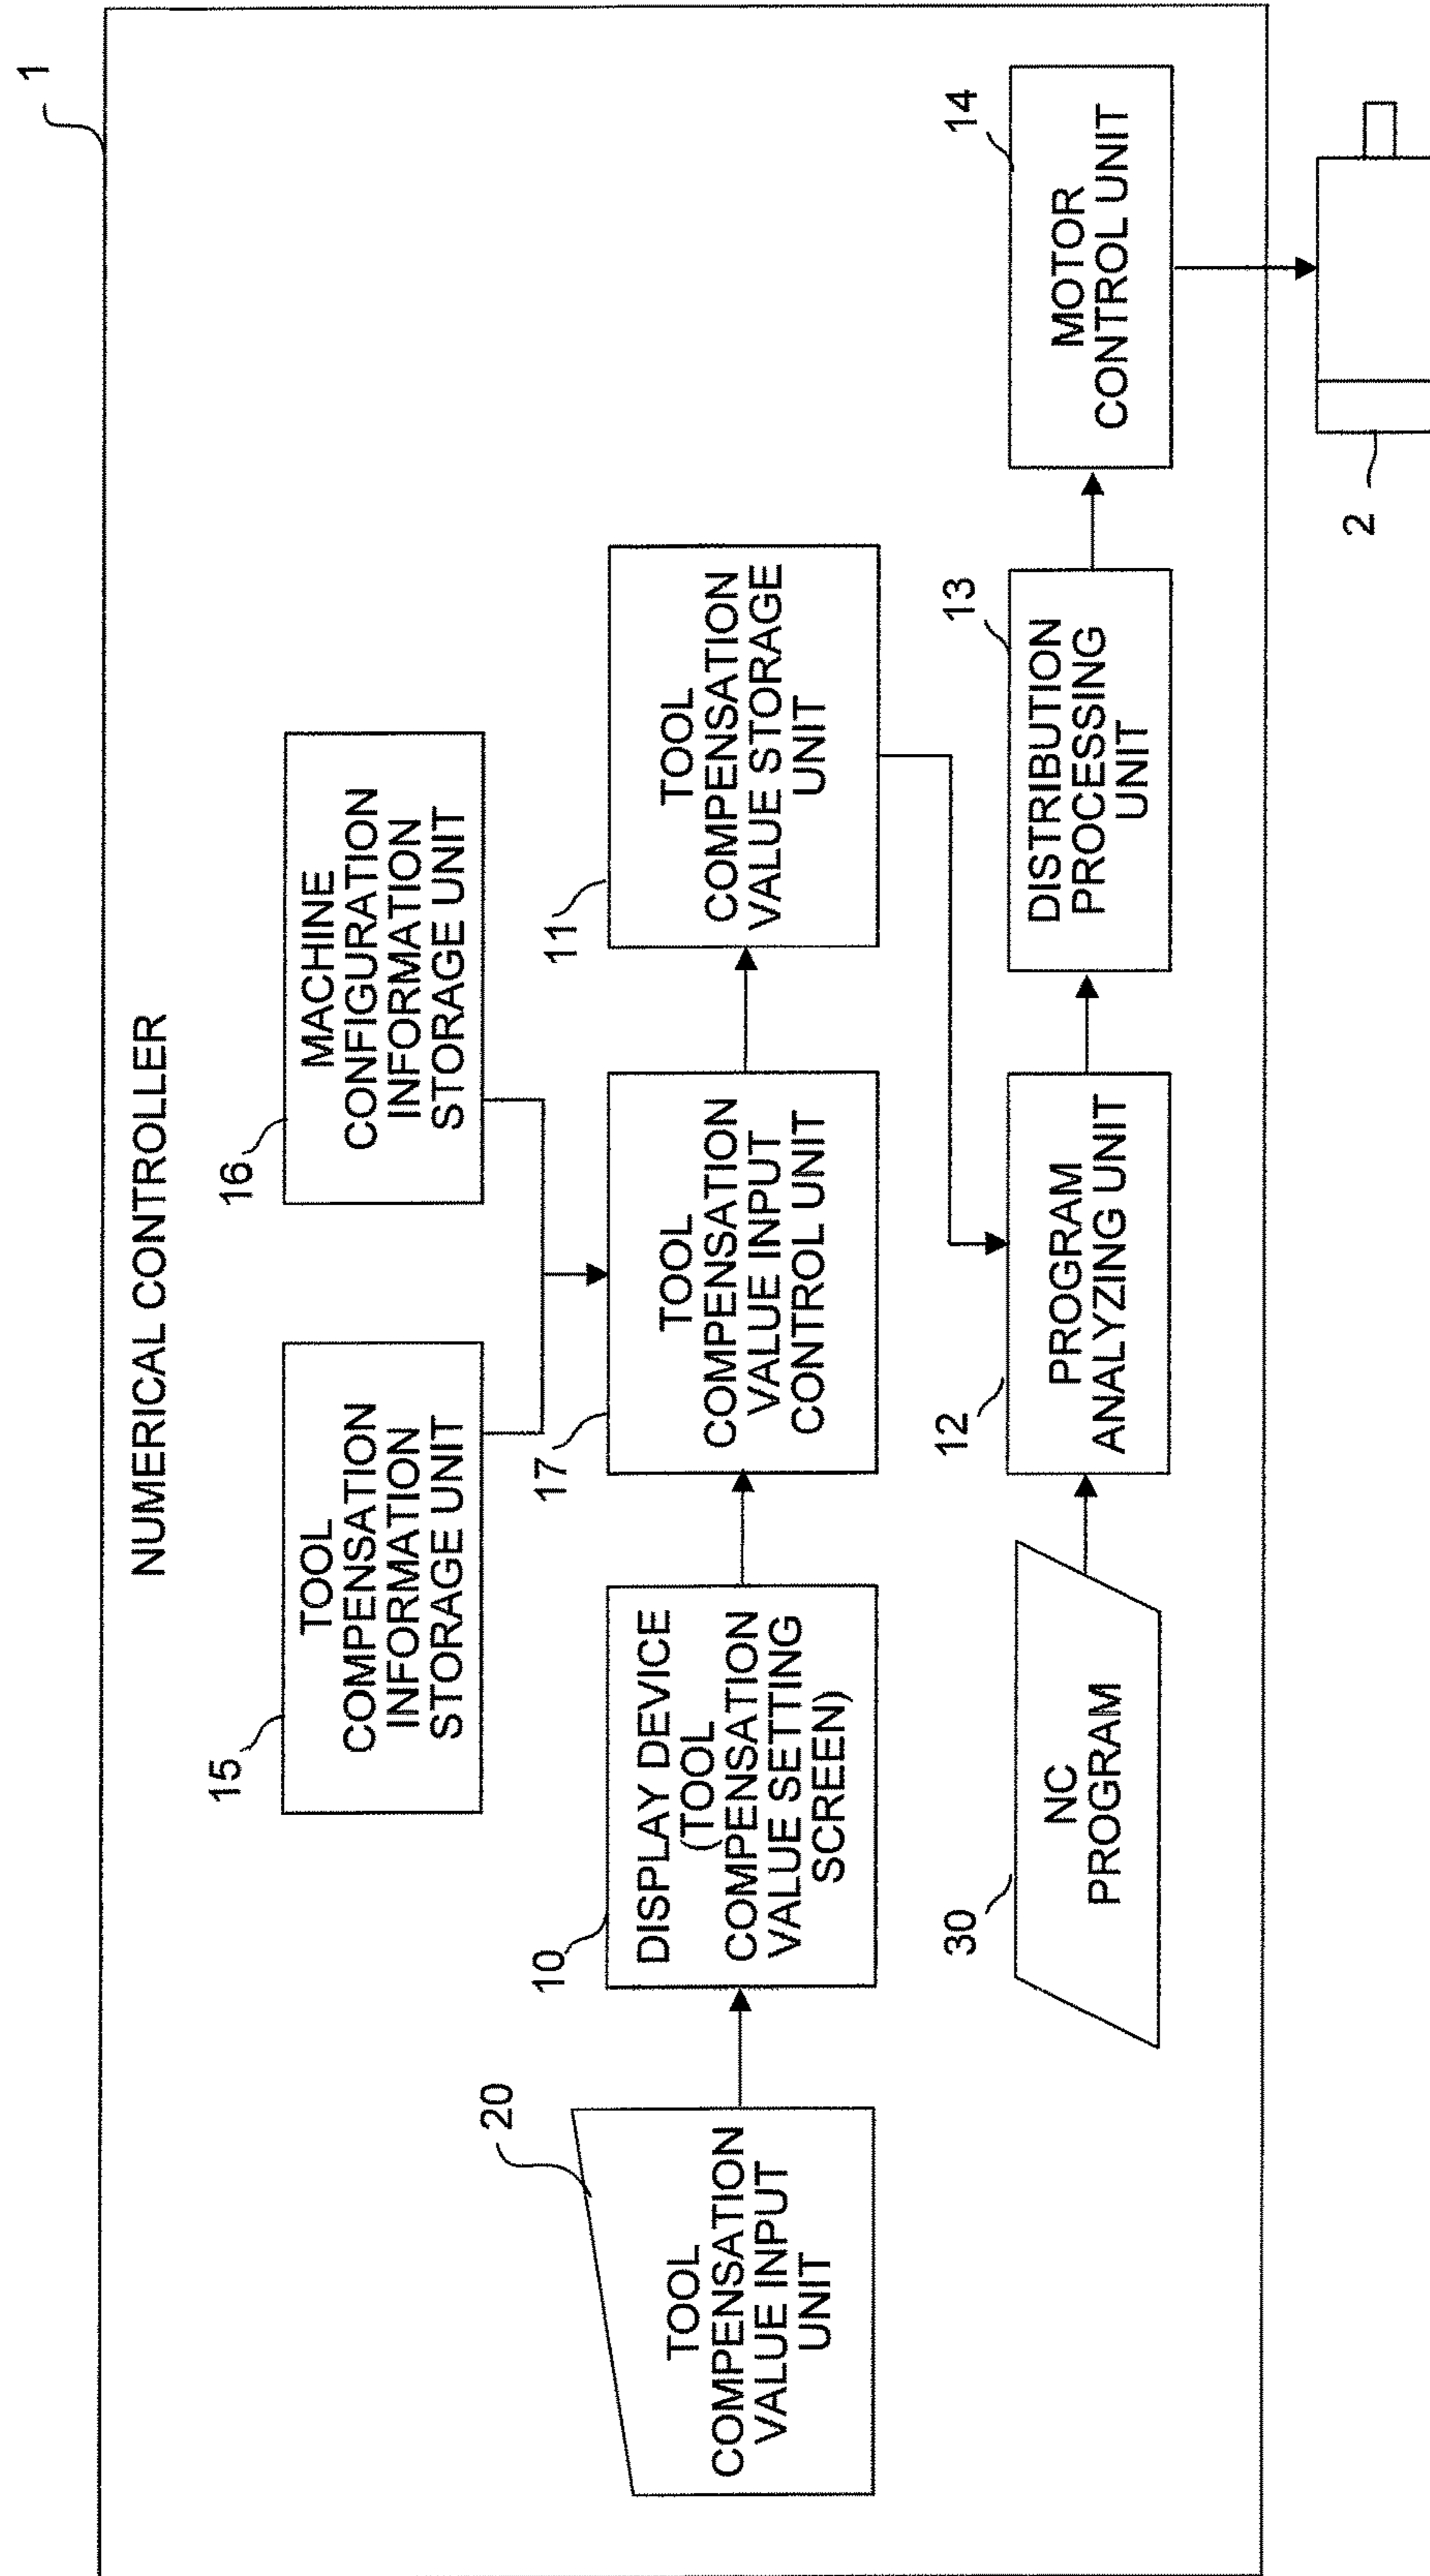 1
NUMERICAL CONTROLLER
15
TOOL
COMPENSATION
INFORMATION
STORAGE UNIT
16
MACHINE
CONFIGURATION
INFORMATION
STORAGE UNIT
20
TOOL
COMPENSATION
VALUE INPUT
UNIT
10
DISPLAY DEVICE
(TOOL
COMPENSATION
VALUE SETTING
SCREEN)
17
TOOL
COMPENSATION
VALUE INPUT
CONTROL UNIT
11
TOOL
COMPENSATION
VALUE STORAGE
UNIT
30
NC
PROGRAM
12
PROGRAM
ANALYZING UNIT
13
DISTRIBUTION
PROCESSING
UNIT
14
MOTOR
CONTROL UNIT
2